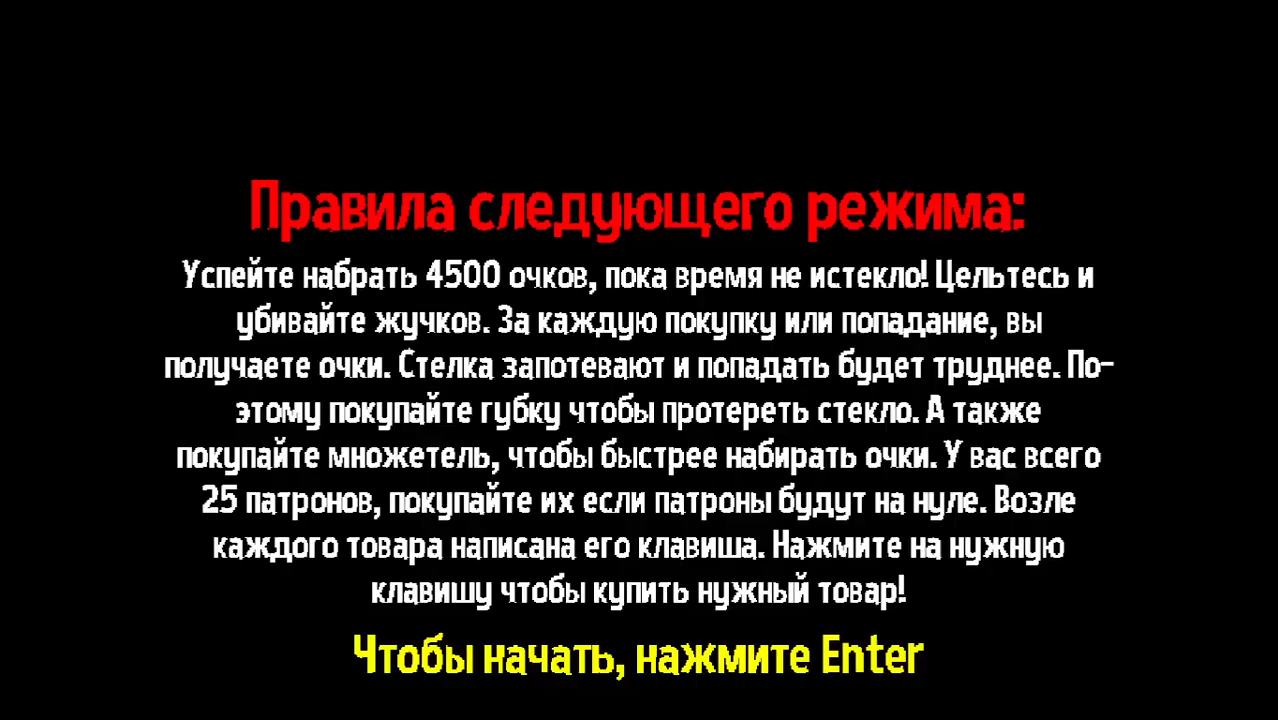 Правила следующего режима:
Успейте набрать 4500 очков, пока время не истекло! Цельтесь и
убивайте жучков. За каждую покупку или попадание, вы
получаете очки. Стелка запотевают и попадать будет труднее. По-
этому покупайте губку чтобы протереть стекло. А также
покупайте множетель, чтобы быстрее набирать очки. У вас всего
25 патронов, покупайте их если патроны будут на нуле. Возле
каждого товара написана его клавиша. Нажмите на нужную
клавишу чтобы купить нужный товар!
Чтобы начать, нажмите Enter